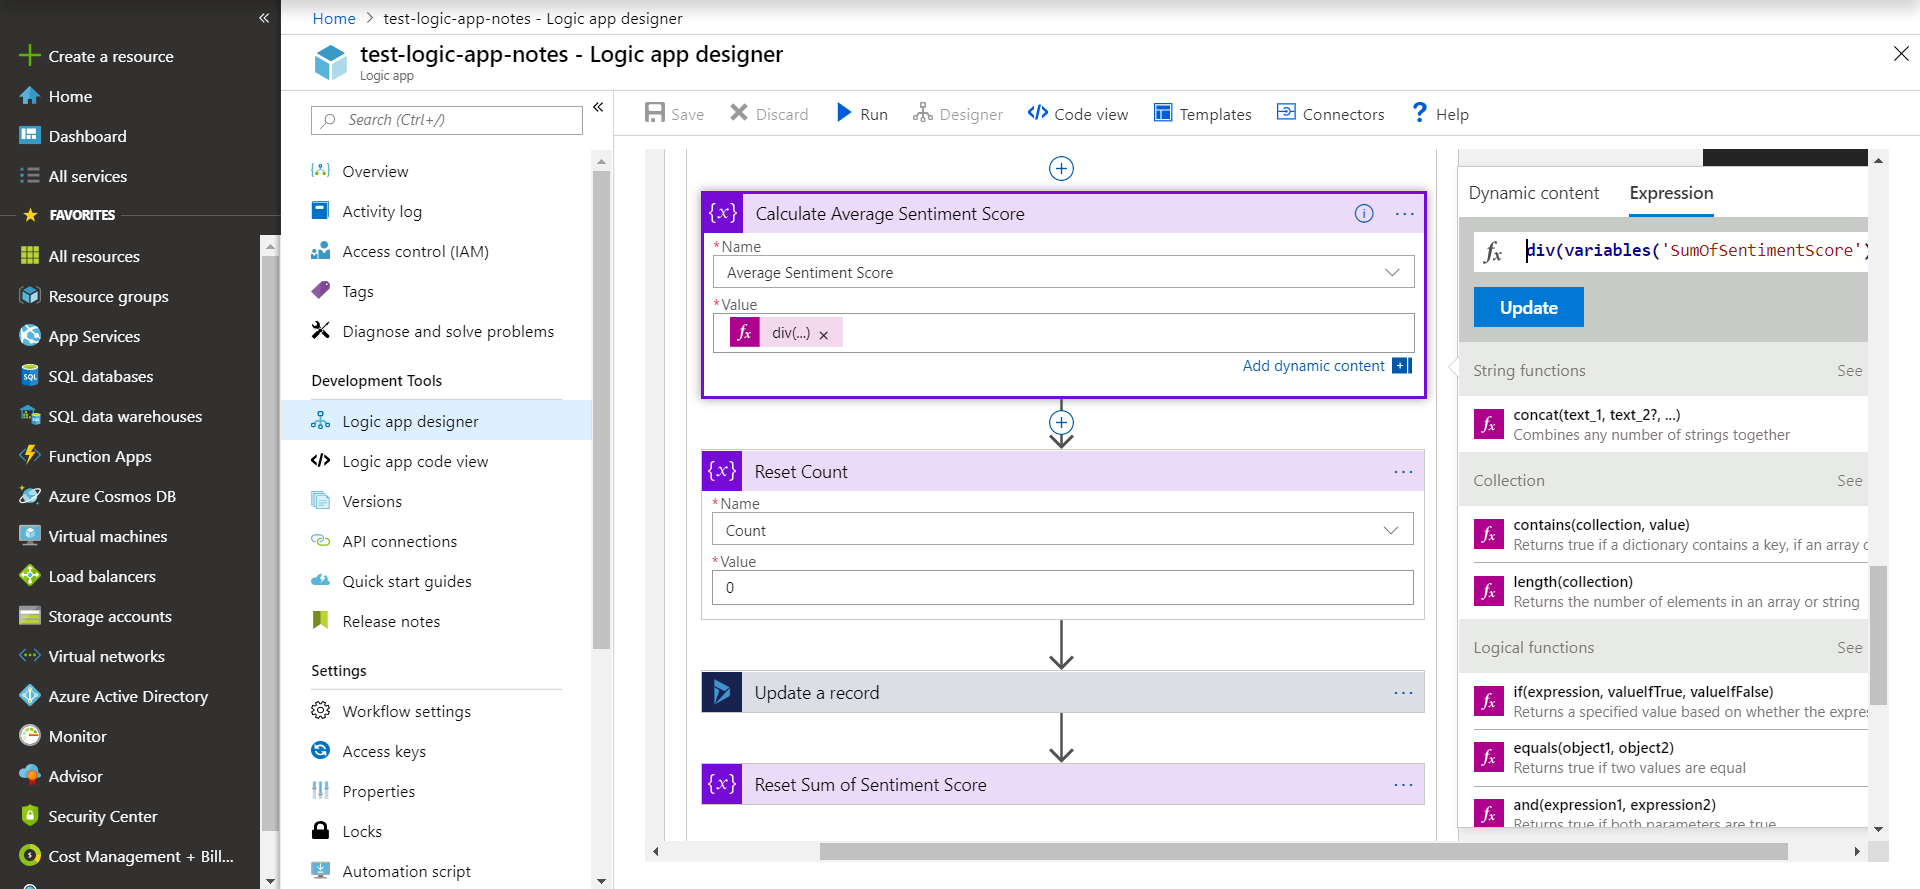 «
Create a resource
Home
Dashboard
All services
FAVORITES
All resources
Resource groups
App Services
SQL databases
SQL data warehouses
Function Apps
Azure Cosmos DB
Virtual machines
Load balancers
Storage accounts
Virtual networks
Azure Active Directory
Monitor
Advisor
Security Center
Cost Management + Bill...
Home > test-logic-app-notes - Logic app designer
test-logic-app-notes - Logic app designer
Logic app
Search (Ctrl+/)
«
Overview
Activity log
Access control (IAM)
Tags
Diagnose and solve problems
Development Tools
Logic app designer
Logic app code view
Versions
API connections
Quick start guides
Release notes
Settings
Workflow settings
Access keys
Properties
Locks
Automation script
Save Discard Run Designer Code view Templates Connectors Help
{x} Calculate Average Sentiment Score ...
* Name
Average Sentiment Score
* Value
fx div(...) ×
Add dynamic content
{x} Reset Count ...
* Name
Count
* Value
0
Update a record ...
{x} Reset Sum of Sentiment Score ...
Dynamic content Expression
fx div(variables('SumOfSentimentScore')
Update
String functions See
fx concat(text_1, text_2?, ...)
Combines any number of strings together
Collection See
fx contains(collection, value)
Returns true if a dictionary contains a key, if an array c
fx length(collection)
Returns the number of elements in an array or string
Logical functions See
fx if(expression, valueIfTrue, valueIfFalse)
Returns a specified value based on whether the expres
fx equals(object1, object2)
Returns true if two values are equal
fx and(expression1, expression2)
Returns true if both parameters are true